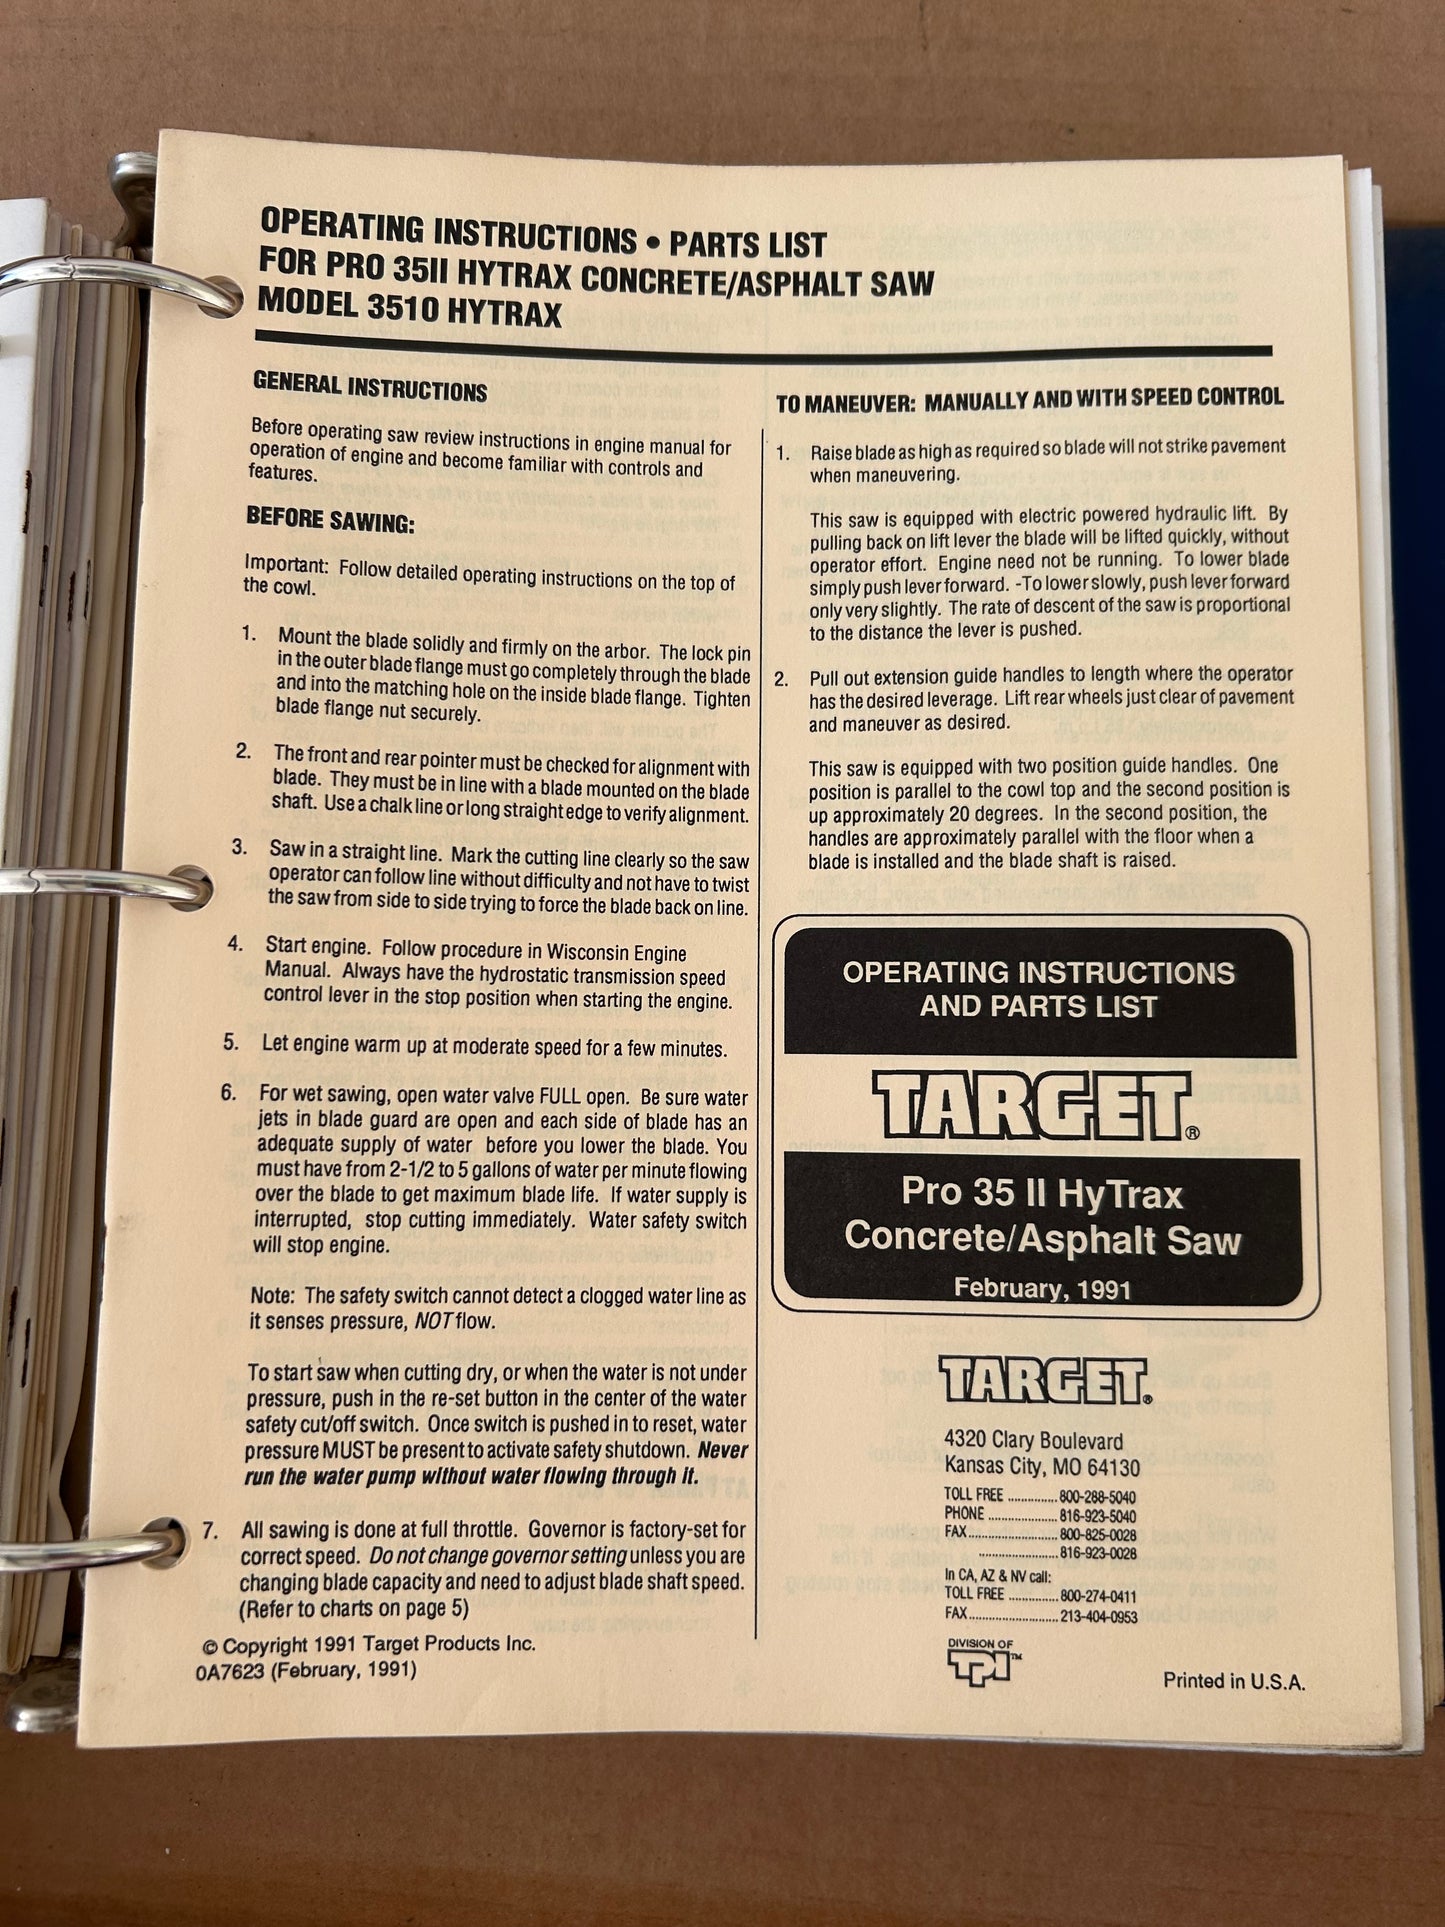 OPERATING INSTRUCTIONS • PARTS LIST
FOR PRO 35II HYTRAX CONCRETE/ASPHALT SAW
MODEL 3510 HYTRAX
GENERAL INSTRUCTIONS
Before operating saw review instructions in engine manual for
operation of engine and become familiar with controls and
features.
BEFORE SAWING:
Important: Follow detailed operating instructions on the top of
the cowl.
1. Mount the blade solidly and firmly on the arbor. The lock pin
in the outer blade flange must go completely through the blade
and into the matching hole on the inside blade flange. Tighten
blade flange nut securely.
2. The front and rear pointer must be checked for alignment with
blade. They must be in line with a blade mounted on the blade
shaft. Use a chalk line or long straight edge to verify alignment.
3. Saw in a straight line. Mark the cutting line clearly so the saw
operator can follow line without difficulty and not have to twist
the saw from side to side trying to force the blade back on line.
4. Start engine. Follow procedure in Wisconsin Engine
Manual. Always have the hydrostatic transmission speed
control lever in the stop position when starting the engine.
5. Let engine warm up at moderate speed for a few minutes.
6. For wet sawing, open water valve FULL open. Be sure water
jets in blade guard are open and each side of blade has an
adequate supply of water before you lower the blade. You
must have from 2-1/2 to 5 gallons of water per minute flowing
over the blade to get maximum blade life. If water supply is
interrupted, stop cutting immediately. Water safety switch
will stop engine.
Note: The safety switch cannot detect a clogged water line as
it senses pressure, NOT flow.
To start saw when cutting dry, or when the water is not under
pressure, push in the re-set button in the center of the water
safety cut/off switch. Once switch is pushed in to reset, water
pressure MUST be present to activate safety shutdown. Never
run the water pump without water flowing through it.
7. All sawing is done at full throttle. Governor is factory-set for
correct speed. Do not change governor setting unless you are
changing blade capacity and need to adjust blade shaft speed.
(Refer to charts on page 5)
© Copyright 1991 Target Products Inc.
0A7623 (February, 1991)
TO MANEUVER: MANUALLY AND WITH SPEED CONTROL
1. Raise blade as high as required so blade will not strike pavement
when maneuvering.
This saw is equipped with electric powered hydraulic lift. By
pulling back on lift lever the blade will be lifted quickly, without
operator effort. Engine need not be running. To lower blade
simply push lever forward. -To lower slowly, push lever forward
only very slightly. The rate of descent of the saw is proportional
to the distance the lever is pushed.
2. Pull out extension guide handles to length where the operator
has the desired leverage. Lift rear wheels just clear of pavement
and maneuver as desired.
This saw is equipped with two position guide handles. One
position is parallel to the cowl top and the second position is
up approximately 20 degrees. In the second position, the
handles are approximately parallel with the floor when a
blade is installed and the blade shaft is raised.
OPERATING INSTRUCTIONS
AND PARTS LIST
TARGET®
Pro 35 II HyTrax
Concrete/Asphalt Saw
February, 1991
TARGET®
4320 Clary Boulevard
Kansas City, MO 64130
TOLL FREE .............. 800-288-5040
PHONE .................... 816-923-5040
FAX.......................... 800-825-0028
....................... 816-923-0028
In CA, AZ & NV call:
TOLL FREE .............. 800-274-0411
FAX.......................... 213-404-0953
DIVISION OF
TPI™
Printed in U.S.A.